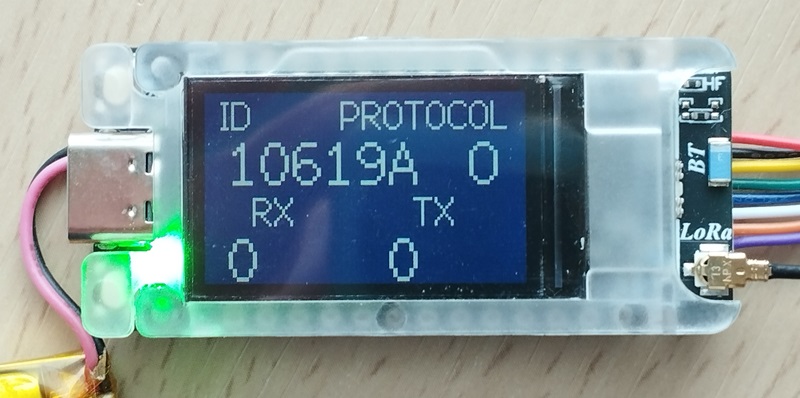 ID PROTOCOL
10619A 0
RX TX
0 0
HF
BT
LoRa